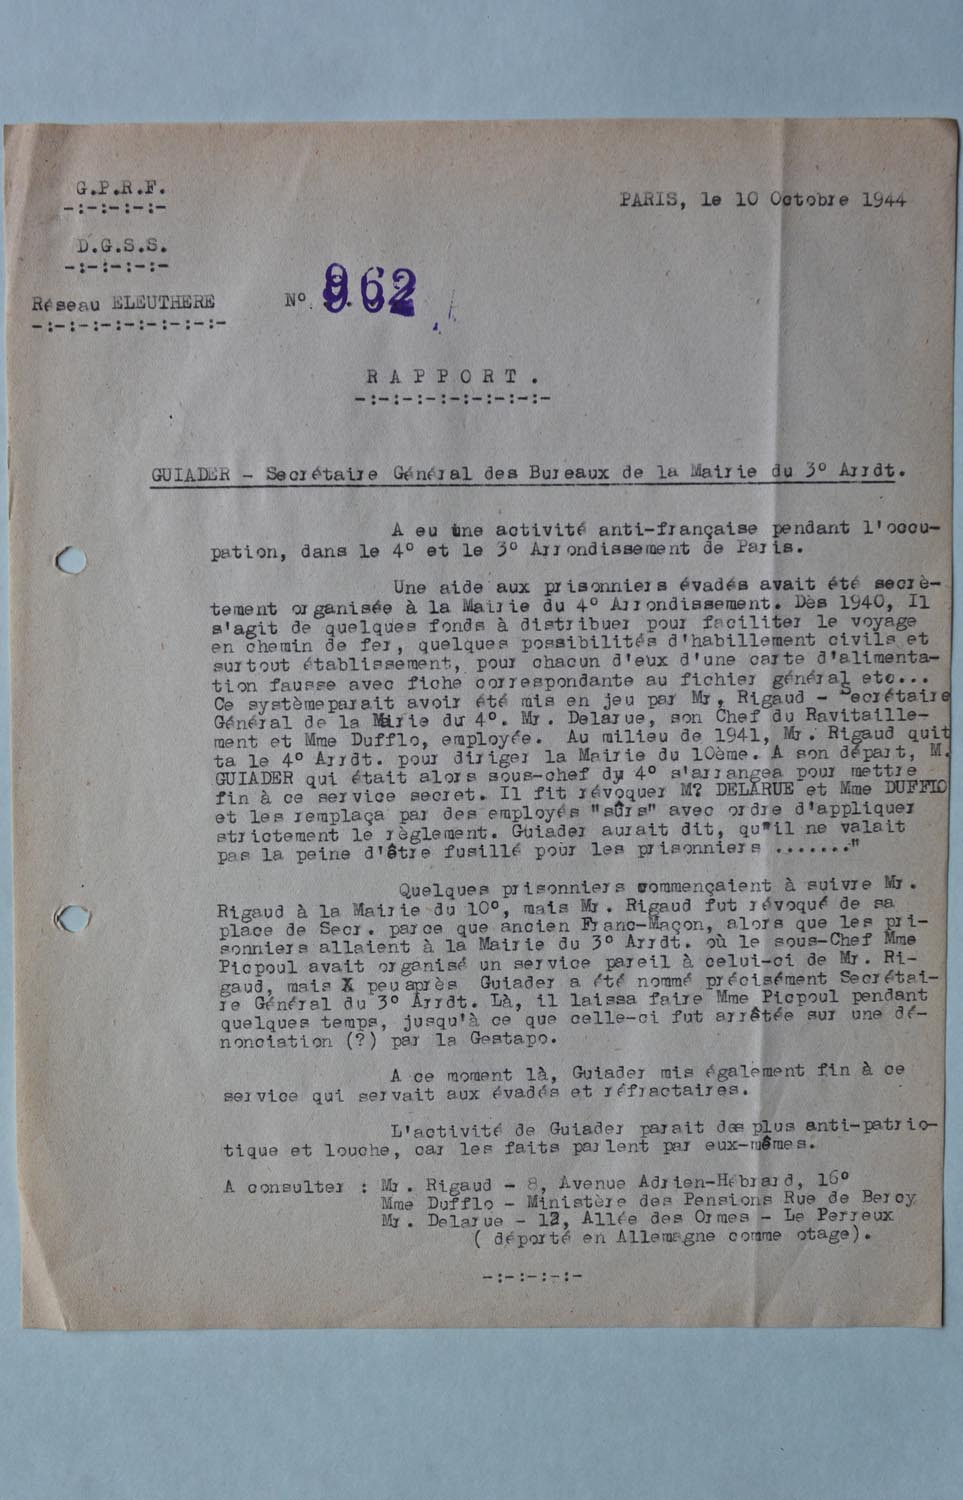 G.P.R.F.
-:-:-:-:-
PARIS, le 10 Octobre 1944
D.G.S.S.
-:-:-:-:-
Réseau ELEUTHERE
N° 962
-:-:-:-:-:-:-:-:-
R A P P O R T .
-:-:-:-:-:-:-:-:-:-
GUIADER - Secrétaire Général des Bureaux de la Mairie du 3° Arrdt.
A eu une activité anti-française pendant l'occu-
pation, dans le 4° et le 3° Arrondissement de Paris.
Une aide aux prisonniers évadés avait été secrè-
tement organisée à la Mairie du 4° Arrondissement. Dès 1940, Il
s'agit de quelques fonds à distribuer pour faciliter le voyage
en chemin de fer, quelques possibilités d'habillement civils et
surtout établissement, pour chacun d'eux d'une carte d'alimenta-
tion fausse avec fiche correspondante au fichier général etc...
Ce systèmeparait avoir été mis en jeu par Mr. Rigaud - Secrétaire
Général de la Mairie du 4°. Mr. Delarue, son Chef du Ravitaille-
ment et Mme Dufflo, employée. Au milieu de 1941, Mr. Rigaud quit
ta le 4° Arrdt. pour diriger la Mairie du 10ème. A son départ, M.
GUIADER qui était alors sous-chef du 4° s'arrangea pour mettre
fin à ce service secret. Il fit révoquer M? DELARUE et Mme DUFFLO
et les remplaça par des employés "sûrs" avec ordre d'appliquer
strictement le règlement. Guiader aurait dit, qu"il ne valait
pas la peine d'être fusillé pour les prisonniers ......."
Quelques prisonniers commençaient à suivre Mr.
Rigaud à la Mairie du 10°, mais Mr. Rigaud fut révoqué de sa
place de Secr. parce que ancien Franc-Maçon, alors que les pri-
sonniers allaient à la Mairie du 3° Arrdt. où le sous-Chef Mme
Picpoul avait organisé un service pareil à celui-ci de Mr. Ri-
gaud, mais X peu après Guiader a été nommé précisément Secrétai-
re Général du 3° Arrdt. Là, il laissa faire Mme Picpoul pendant
quelques temps, jusqu'à ce que celle-ci fut arrêtée sur une dé-
nonciation (?) par la Gestapo.
A ce moment là, Guiader mis également fin à ce
service qui servait aux évadés et réfractaires.
L'activité de Guiader parait des plus anti-patrio-
tique et louche, car les faits parlent par eux-mêmes.
A consulter : Mr. Rigaud - 8, Avenue Adrien-Hébrard, 16°
Mme Dufflo - Ministère des Pensions Rue de Bercy
Mr. Delarue - 12, Allée des Ormes - Le Perreux
( déporté en Allemagne comme otage).
-:-:-:-:-